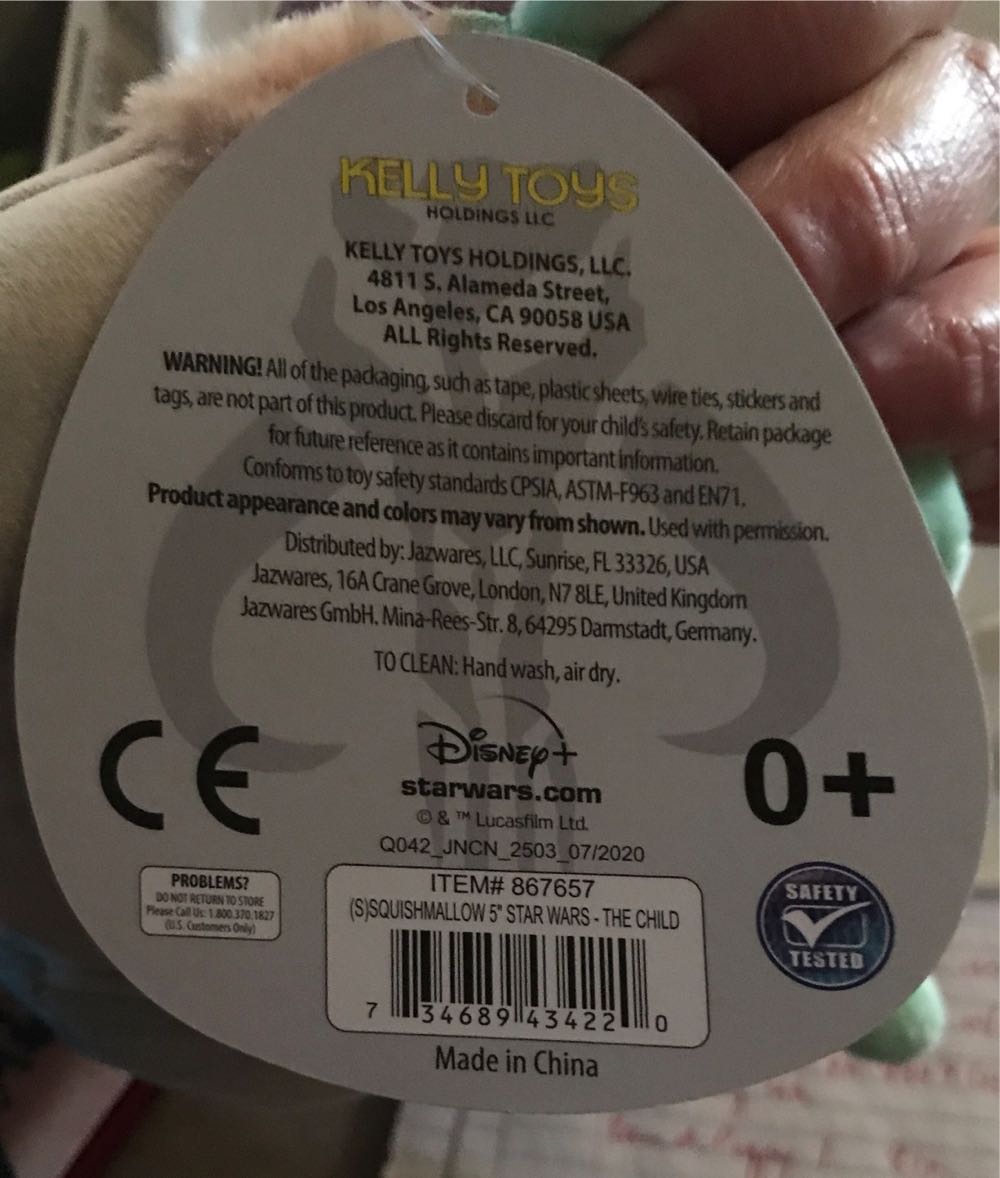 KELLY TOYS
HOLDINGS LLC
KELLY TOYS HOLDINGS, LLC.
4811 S. Alameda Street,
Los Angeles, CA 90058 USA
ALL Rights Reserved.
WARNING! All of the packaging, such as tape, plastic sheets, wire ties, stickers and
tags, are not part of this product. Please discard for your child's safety. Retain package
for future reference as it contains important information.
Conforms to toy safety standards CPSIA, ASTM-F963 and EN71.
Product appearance and colors may vary from shown. Used with permission.
Distributed by: Jazwares, LLC, Sunrise, FL 33326, USA
Jazwares, 16A Crane Grove, London, N7 8LE, United Kingdom
Jazwares GmbH. Mina-Rees-Str. 8, 64295 Darmstadt, Germany.
TO CLEAN: Hand wash, air dry.
CE
Disney+
starwars.com
© & ™ Lucasfilm Ltd.
0+
Q042_JNCN_2503_07/2020
PROBLEMS?
DO NOT RETURN TO STORE
Please Call Us: 1.800.370.1827
(U.S. Customers Only)
ITEM# 867657
(S)SQUISHMALLOW 5" STAR WARS - THE CHILD
7 34689 43422 0
SAFETY
TESTED
Made in China